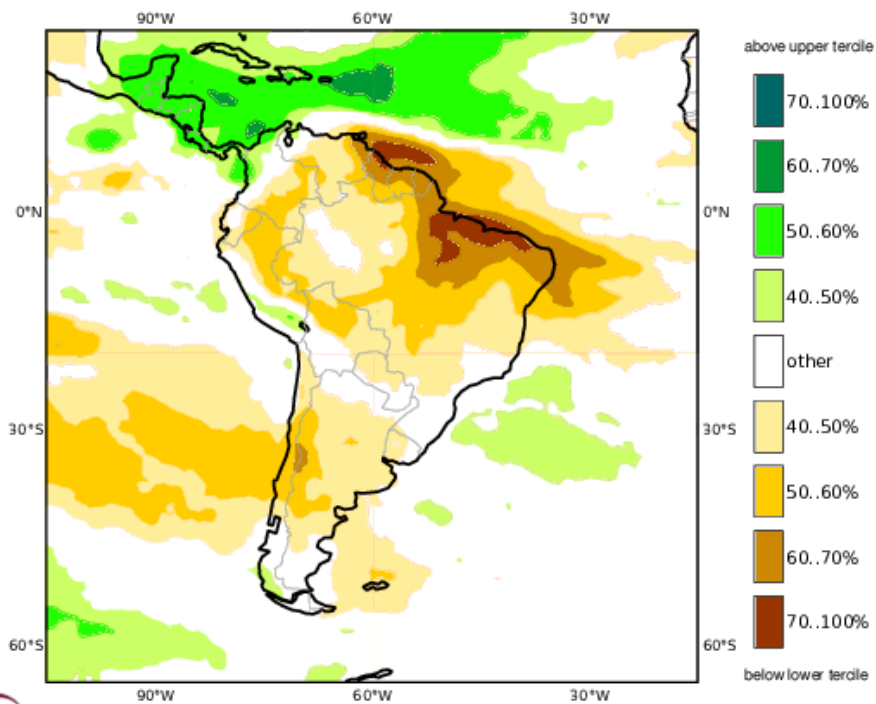 90°W 60°W 30°W
above upper tercile
70..100%
60..70%
0°N 0°N
50..60%
40..50%
other
30°S 30°S
40..50%
50..60%
60..70%
70..100%
60°S 60°S
below lower tercile
90°W 60°W 30°W